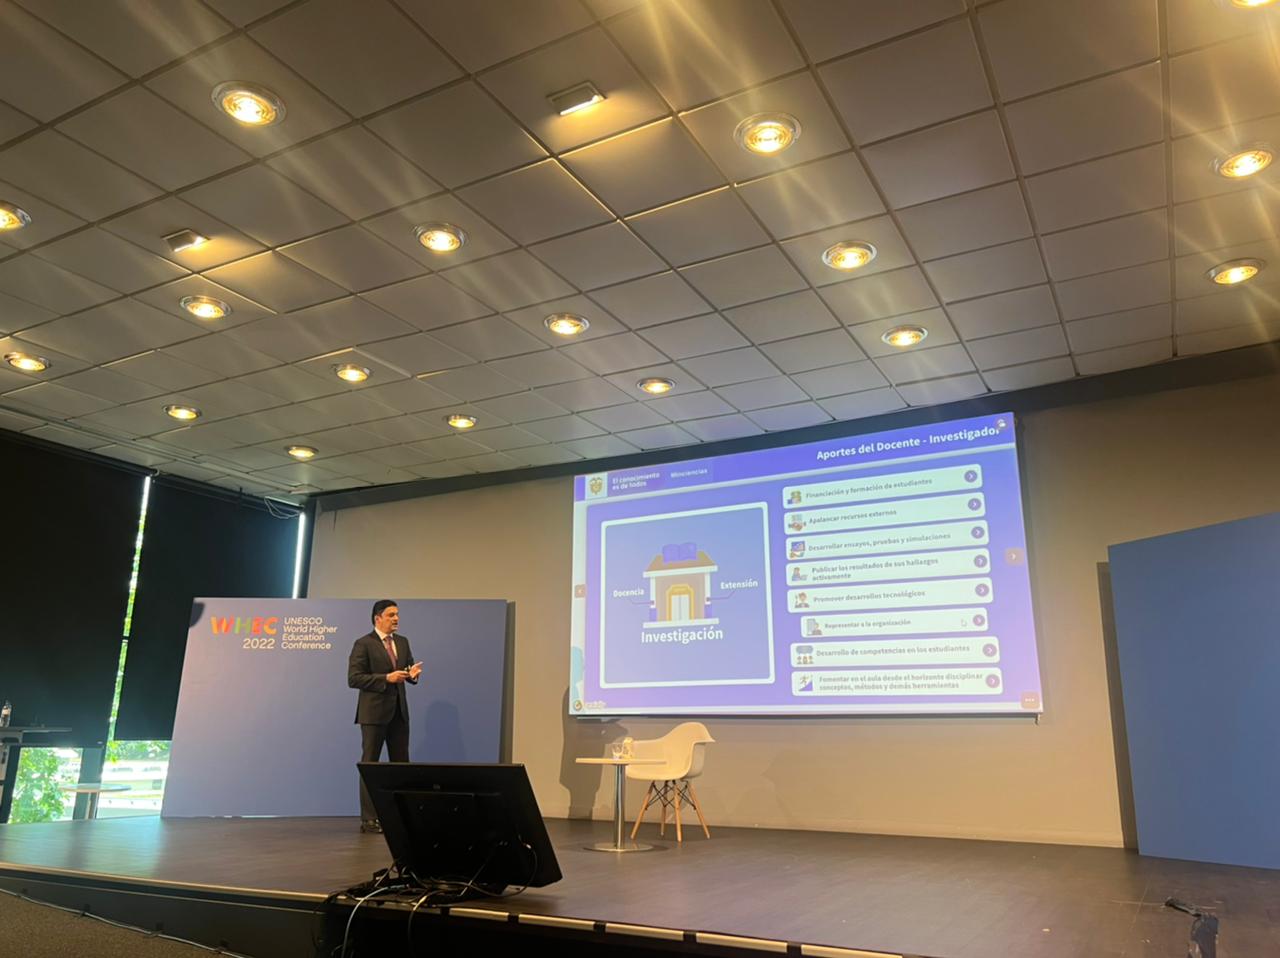 WHEC
2022
UNESCO
World Higher
Education
Conference
El conocimiento
es de todos
Minciencias
Aportes del Docente - Investigador
Docencia
Extensión
Investigación
Financiación y formación de estudiantes
Apalancar recursos externos
Desarrollar ensayos, pruebas y simulaciones
Publicar los resultados de sus hallazgos
activamente
Promover desarrollos tecnológicos
Representar a la organización
Desarrollo de competencias en los estudiantes
Fomentar en el aula desde el horizonte disciplinar
conceptos, métodos y demás herramientas